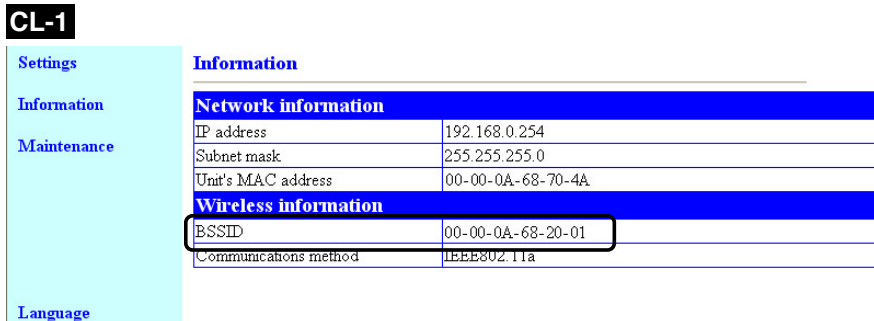 CL-1
Settings
Information
Maintenance
Language
Information
Network information
IP address 192.168.0.254
Subnet mask 255.255.255.0
Unit's MAC address 00-00-0A-68-70-4A
Wireless information
BSSID 00-00-0A-68-20-01
Communications method IEEE802.11a